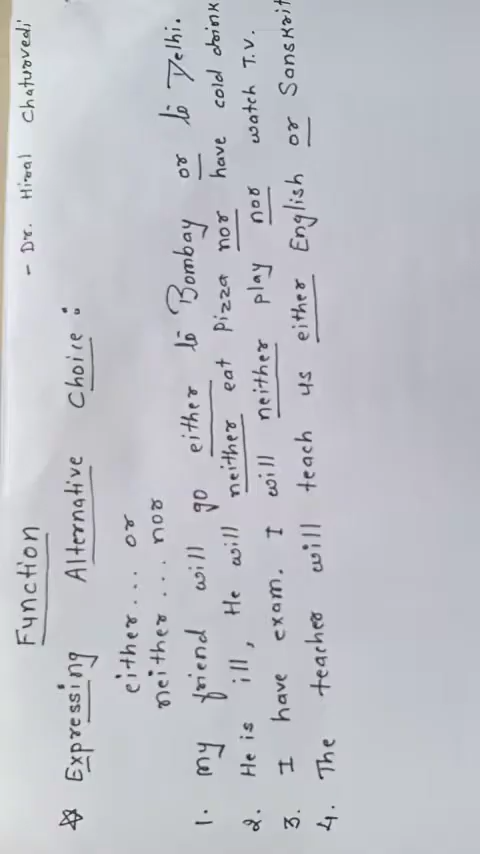 - Dr. Hiral Chaturvedi
Function
☆ Expressing Alternative Choice:
either... or
neither... nor
1. My friend will go either to Bombay or to Delhi.
2. He is ill, He will neither eat pizza nor have cold drink
3. I have exam. I will neither play nor watch T.V.
4. The teacher will teach us either English or Sanskrit